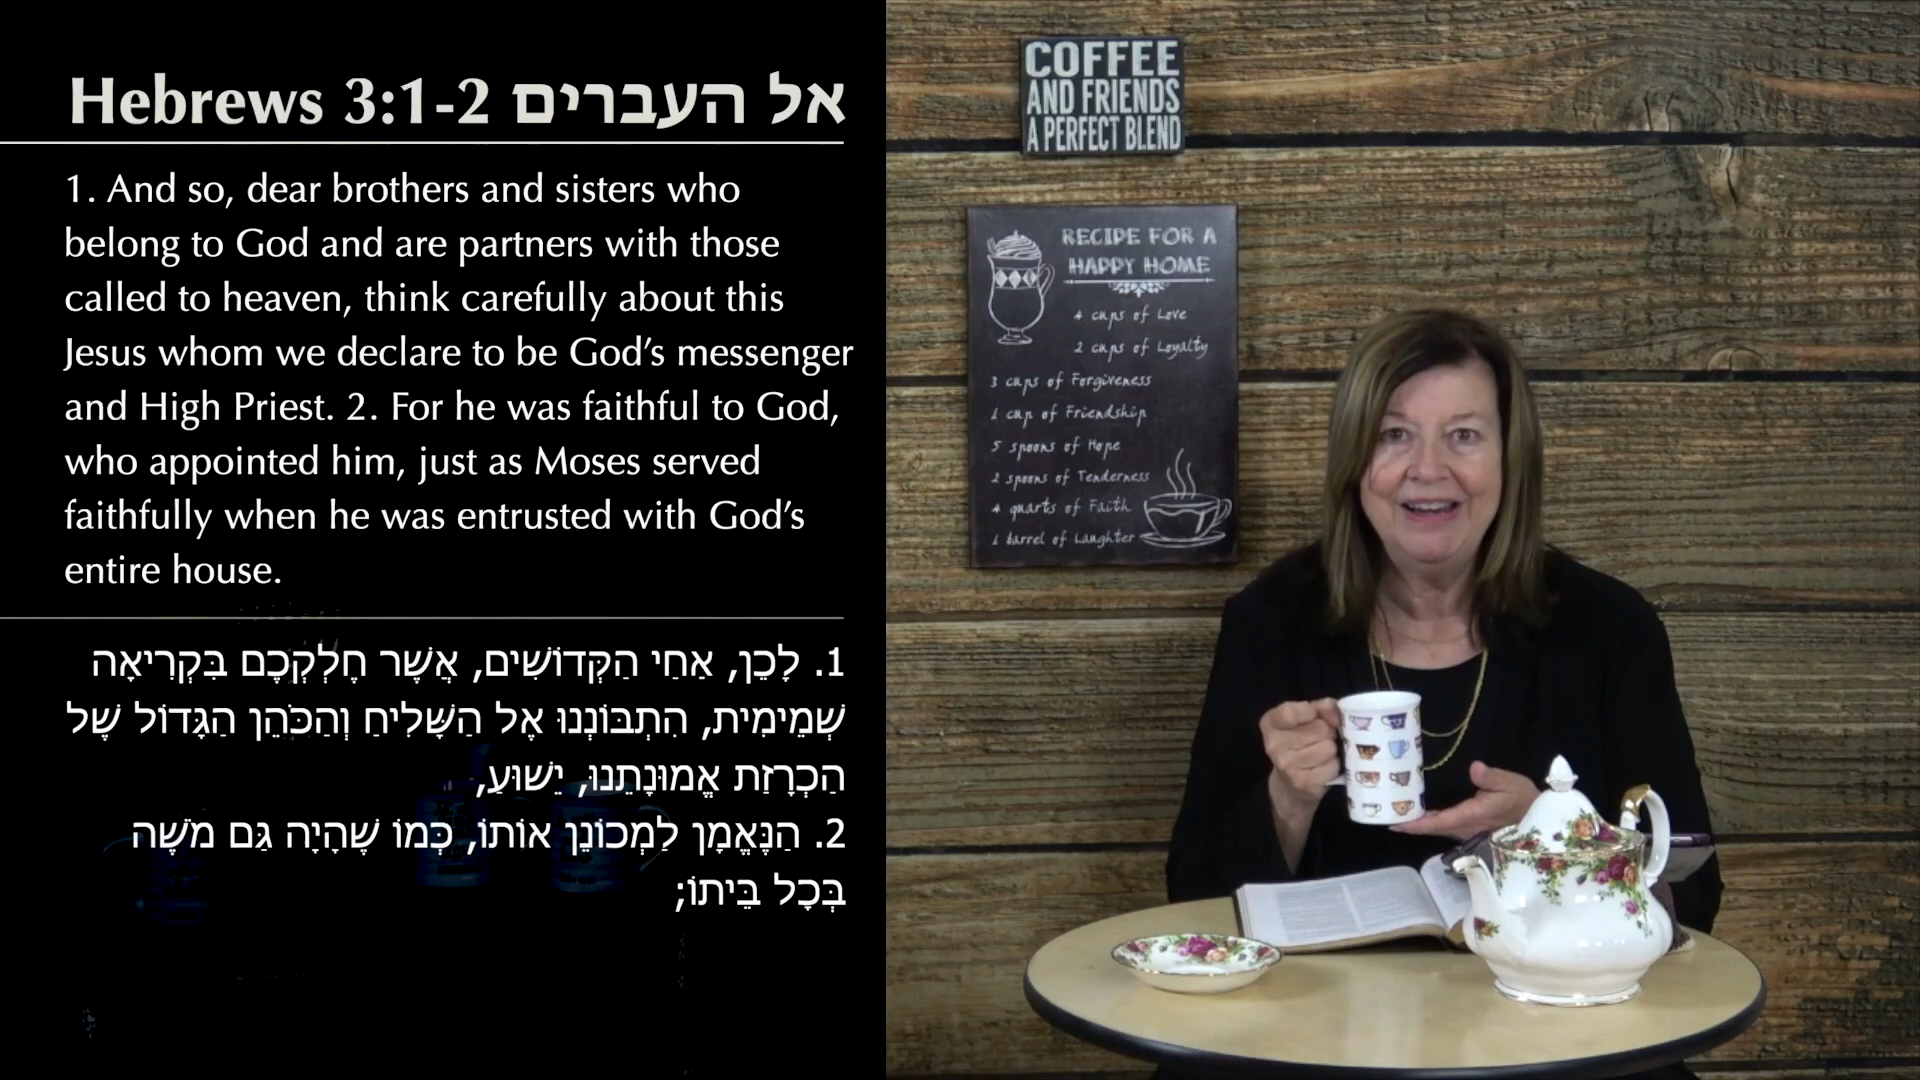 Hebrews 3:1-2 אל העברים
1. And so, dear brothers and sisters who
belong to God and are partners with those
called to heaven, think carefully about this
Jesus whom we declare to be God’s messenger
and High Priest. 2. For he was faithful to God,
who appointed him, just as Moses served
faithfully when he was entrusted with God’s
entire house.
1. לָכֵן, אַחַי הַקְּדוֹשִׁים, אֲשֶׁר חֶלְקְכֶם בִּקְרִיאָה
שְׁמֵימִית, הִתְבּוֹנְנוּ אֶל הַשָּׁלִיחַ וְהַכֹּהֵן הַגָּדוֹל שֶׁל
הַכְרָזַת אֱמוּנָתֵנוּ, יֵשׁוּעַ,
2. הַנֶּאֱמָן לַמְכוֹנֵן אוֹתוֹ, כְּמוֹ שֶׁהָיָה גַּם מֹשֶׁה
בְּכָל בֵּיתוֹ;
COFFEE
AND FRIENDS
A PERFECT BLEND
RECIPE FOR A
HAPPY HOME
4 cups of Love
2 cups of Loyalty
3 cups of Forgiveness
1 cup of Friendship
5 spoons of Hope
2 spoons of Tenderness
4 quarts of Faith
1 barrel of Laughter